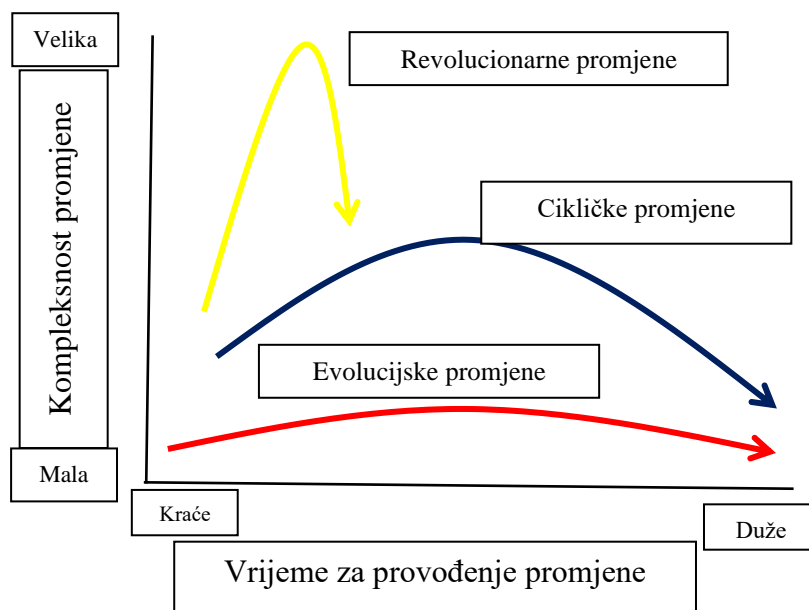 Velika
Revolucionarne promjene
Kompleksnost promjene
Cikličke promjene
Evolucijske promjene
Mala
Kraće
Duže
Vrijeme za provođenje promjene